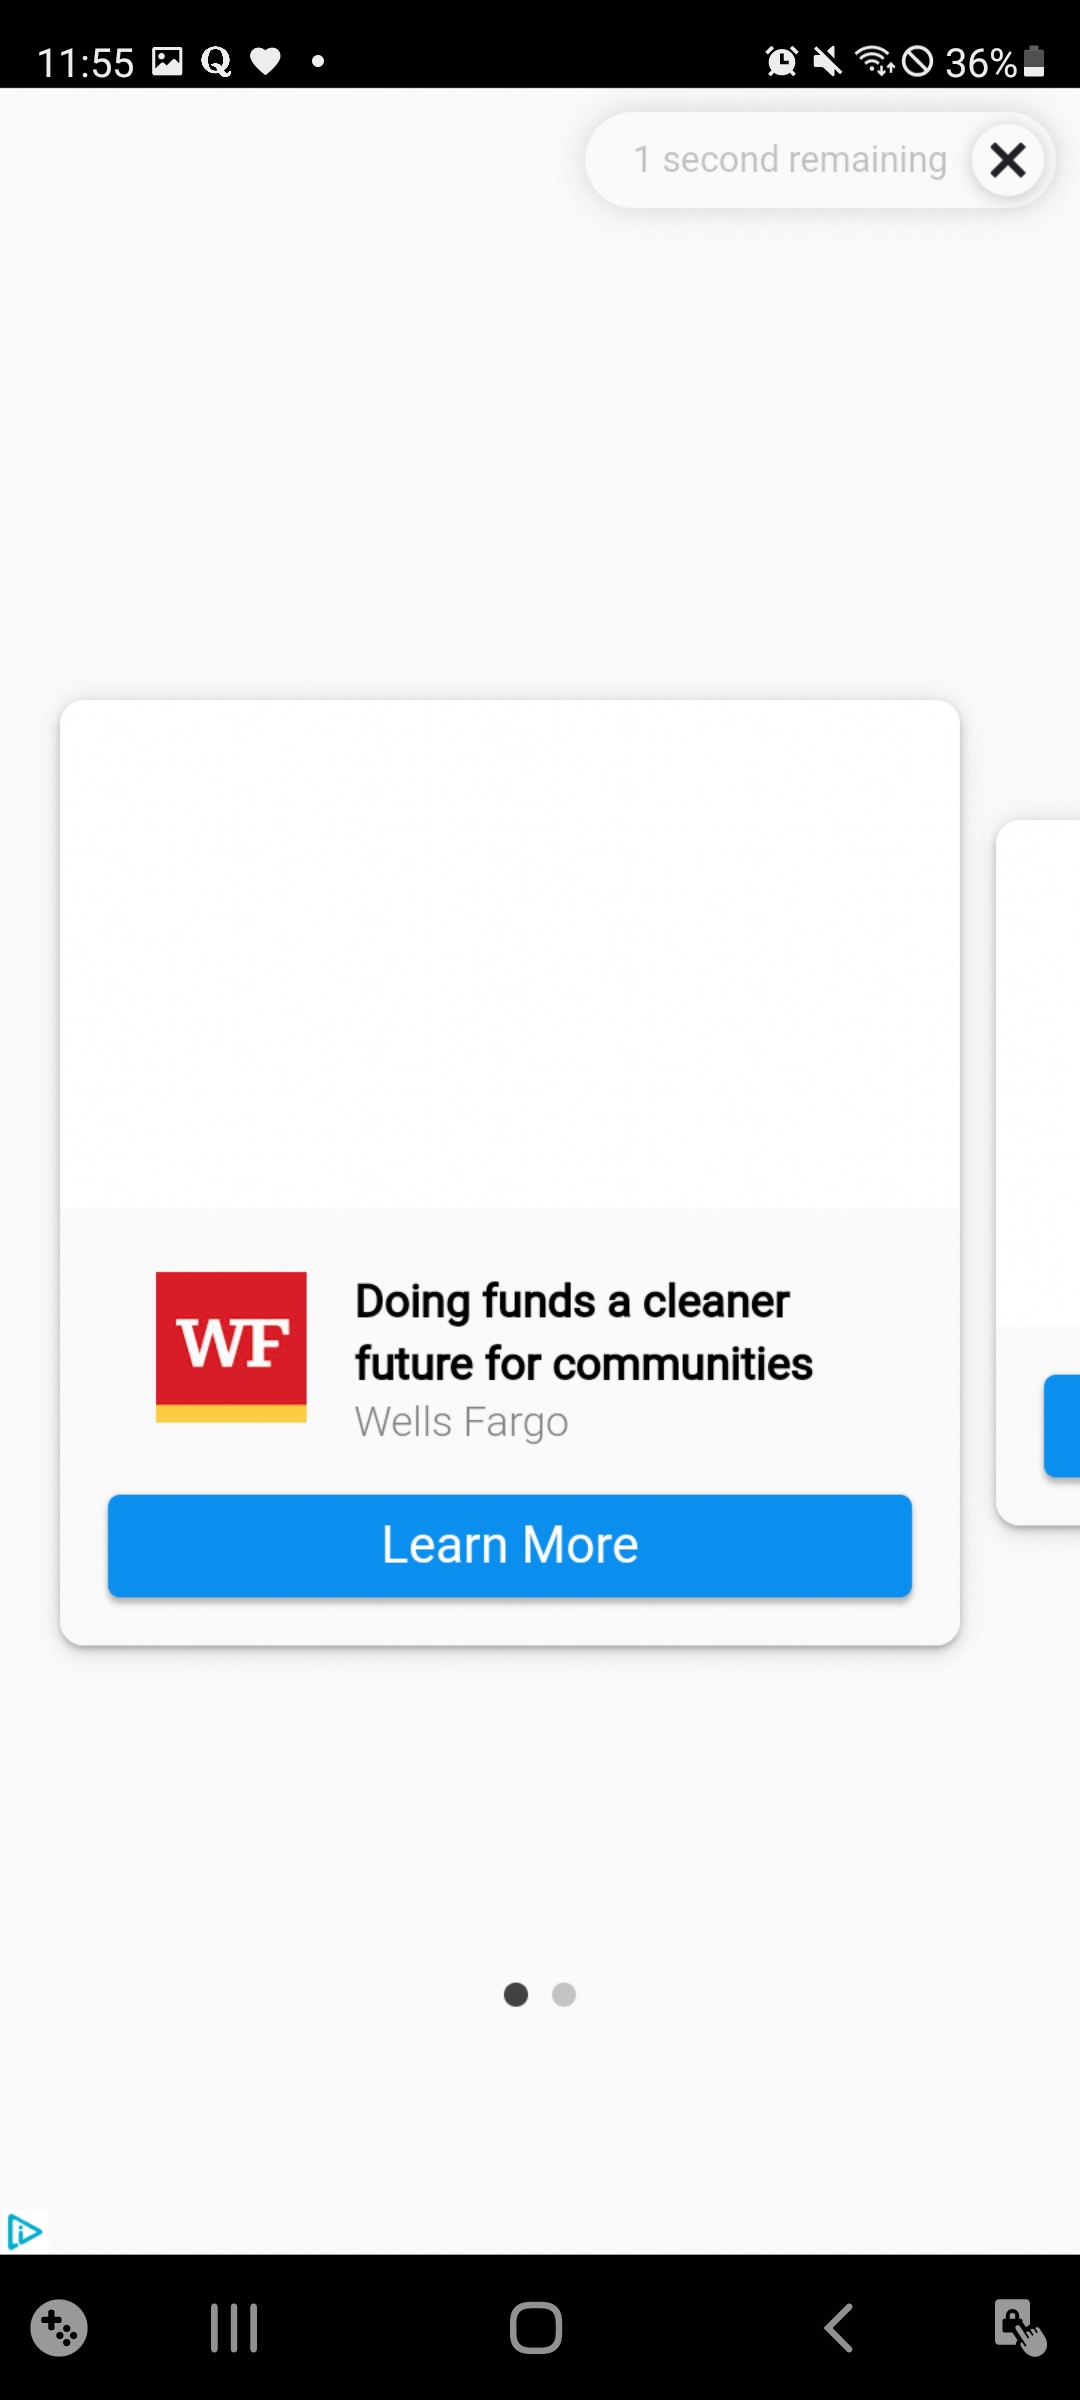 11:55
36%
1 second remaining
WF
Doing funds a cleaner
future for communities
Wells Fargo
Learn More